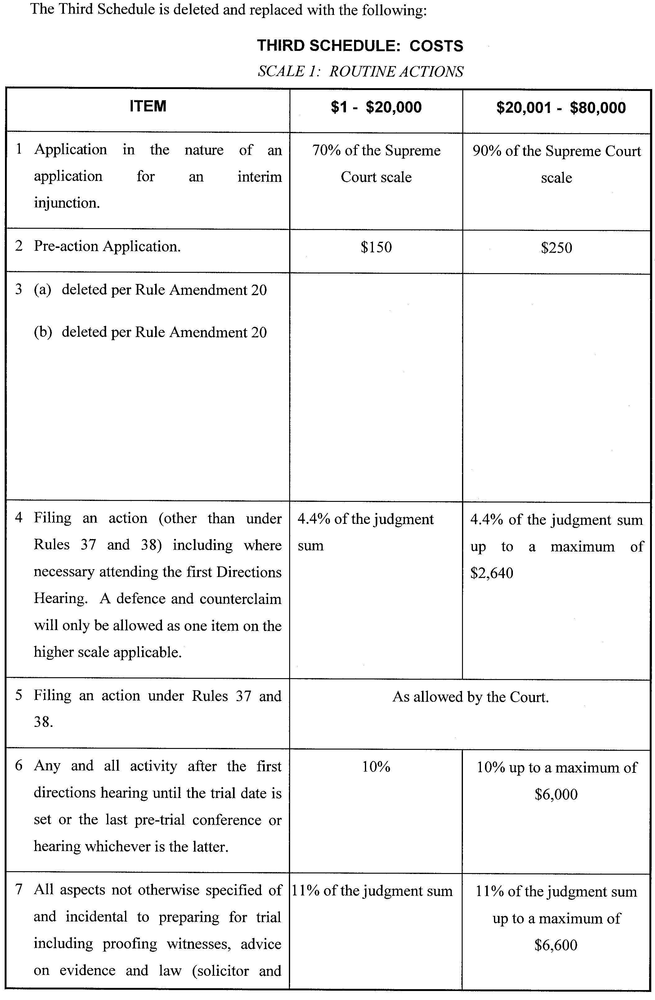 The Third Schedule is deleted and replaced with the following:
THIRD SCHEDULE: COSTS
SCALE 1: ROUTINE ACTIONS
ITEM
$1 - $20,000
$20,001 - $80,000
1 Application in the nature of an
application for an interim
injunction.
70% of the Supreme
Court scale
90% of the Supreme Court
scale
2 Pre-action Application.
$150
$250
3 (a) deleted per Rule Amendment 20
(b) deleted per Rule Amendment 20
4 Filing an action (other than under
Rules 37 and 38) including where
necessary attending the first Directions
Hearing. A defence and counterclaim
will only be allowed as one item on the
higher scale applicable.
4.4% of the judgment
sum
4.4% of the judgment sum
up to a maximum of
$2,640
5 Filing an action under Rules 37 and
38.
As allowed by the Court.
6 Any and all activity after the first
directions hearing until the trial date is
set or the last pre-trial conference or
hearing whichever is the latter.
10%
10% up to a maximum of
$6,000
7 All aspects not otherwise specified of
and incidental to preparing for trial
including proofing witnesses, advice
on evidence and law (solicitor and
11% of the judgment sum
11% of the judgment sum
up to a maximum of
$6,600